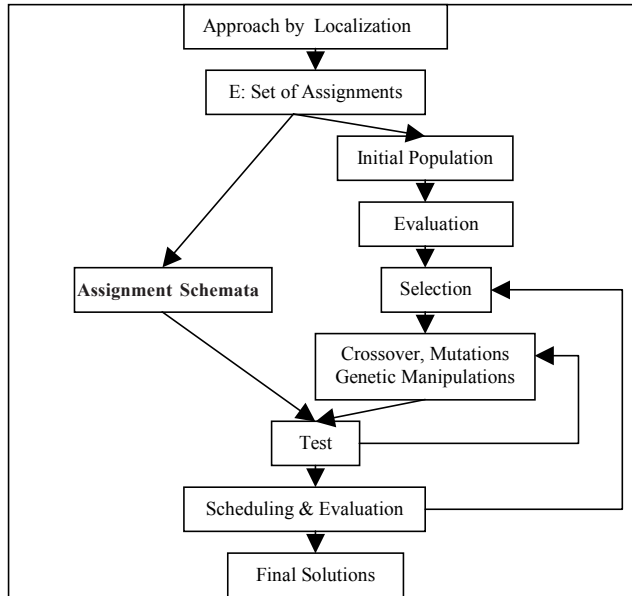 Approach by Localization
E: Set of Assignments
Initial Population
Evaluation
Assignment Schemata
Selection
Crossover, Mutations
Genetic Manipulations
Test
Scheduling & Evaluation
Final Solutions